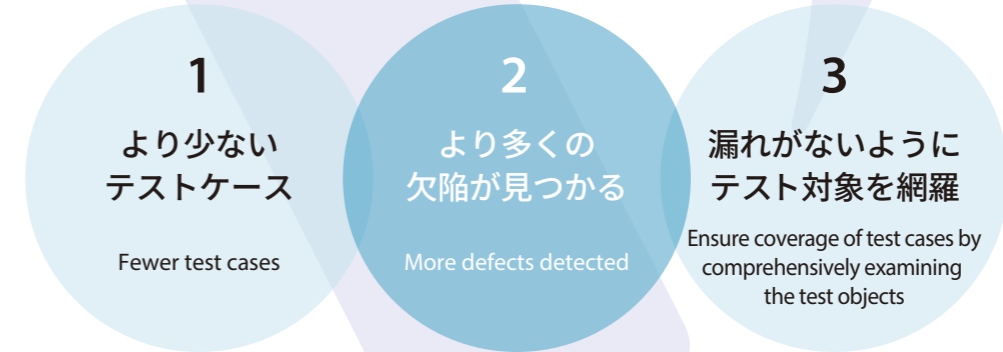 1
より少ない
テストケース
Fewer test cases
2
より多くの
欠陥が見つかる
More defects detected
3
漏れがないように
テスト対象を網羅
Ensure coverage of test cases by
comprehensively examining
the test objects